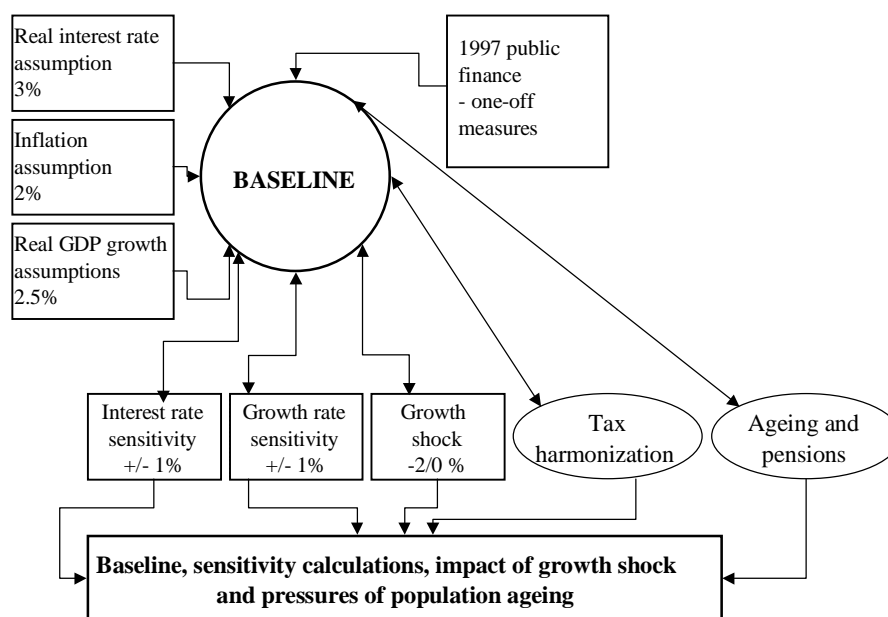 Real interest rate
assumption
3%
1997 public
finance
- one-off
measures
Inflation
assumption
2%
BASELINE
Real GDP growth
assumptions
2.5%
Interest rate
sensitivity
+/- 1%
Growth rate
sensitivity
+/- 1%
Growth
shock
-2/0 %
Tax
harmonization
Ageing and
pensions
Baseline, sensitivity calculations, impact of growth shock
and pressures of population ageing